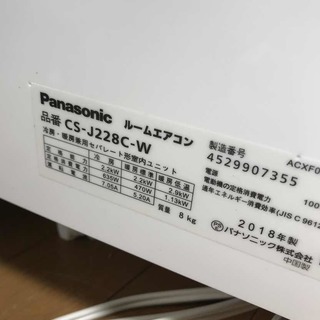 Panasonic ルームエアコン
品番 CS-J228C-W
冷房・暖房兼用セパレート形室内ユニット
冷房 暖房 暖房低温
2.2kW 2.2kW 2.9kW
635W 470W 1.13kW
7.05A 5.20A
8kg
製造番号 ACXF0
4529907355
電源
電動機の定格消費電力 100
通年エネルギー消費効率(JIS C 9612
2018年製
パナソニック株式会社
中国製